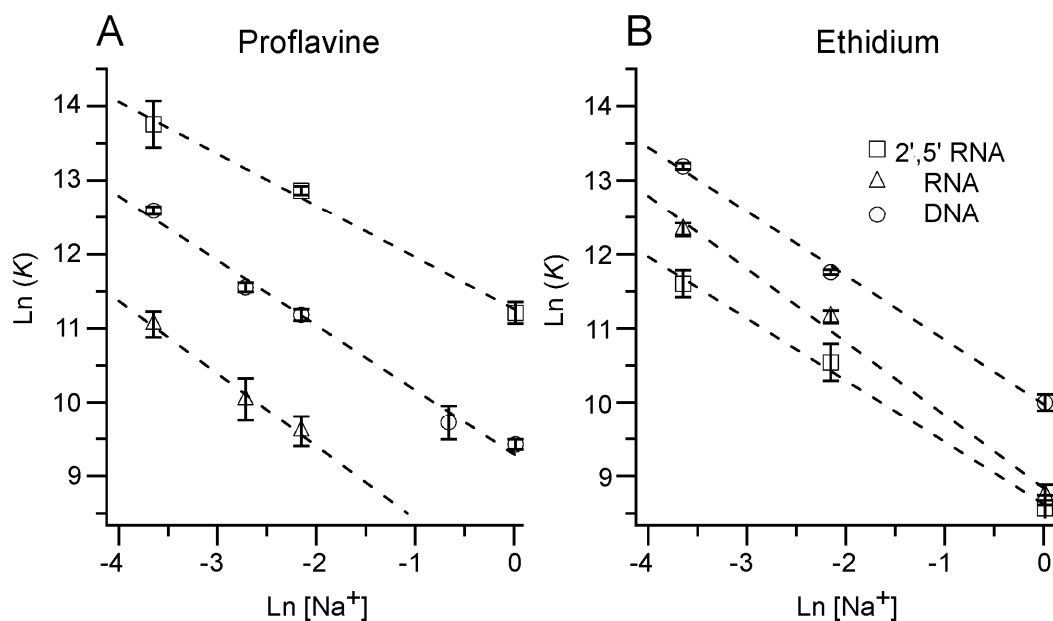 A
Proflavine
14
13
12
11
10
9
Ln (K)
-4
-3
-2
-1
0
Ln [Na+]
B
Ethidium
2',5' RNA
RNA
DNA
14
13
12
11
10
9
Ln (K)
-4
-3
-2
-1
0
Ln [Na+]